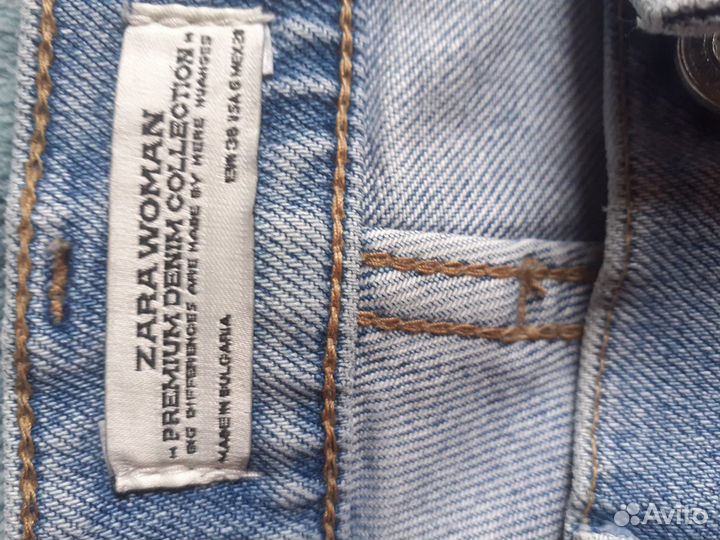 ZARA WOMAN
"PREMIUM DENIM COLLECTION"
BIG DIFFERENCES ARE MADE BY MERE NUANCES
EUR 38 USA 6 MEX 28
MADE IN BULGARIA
Avito